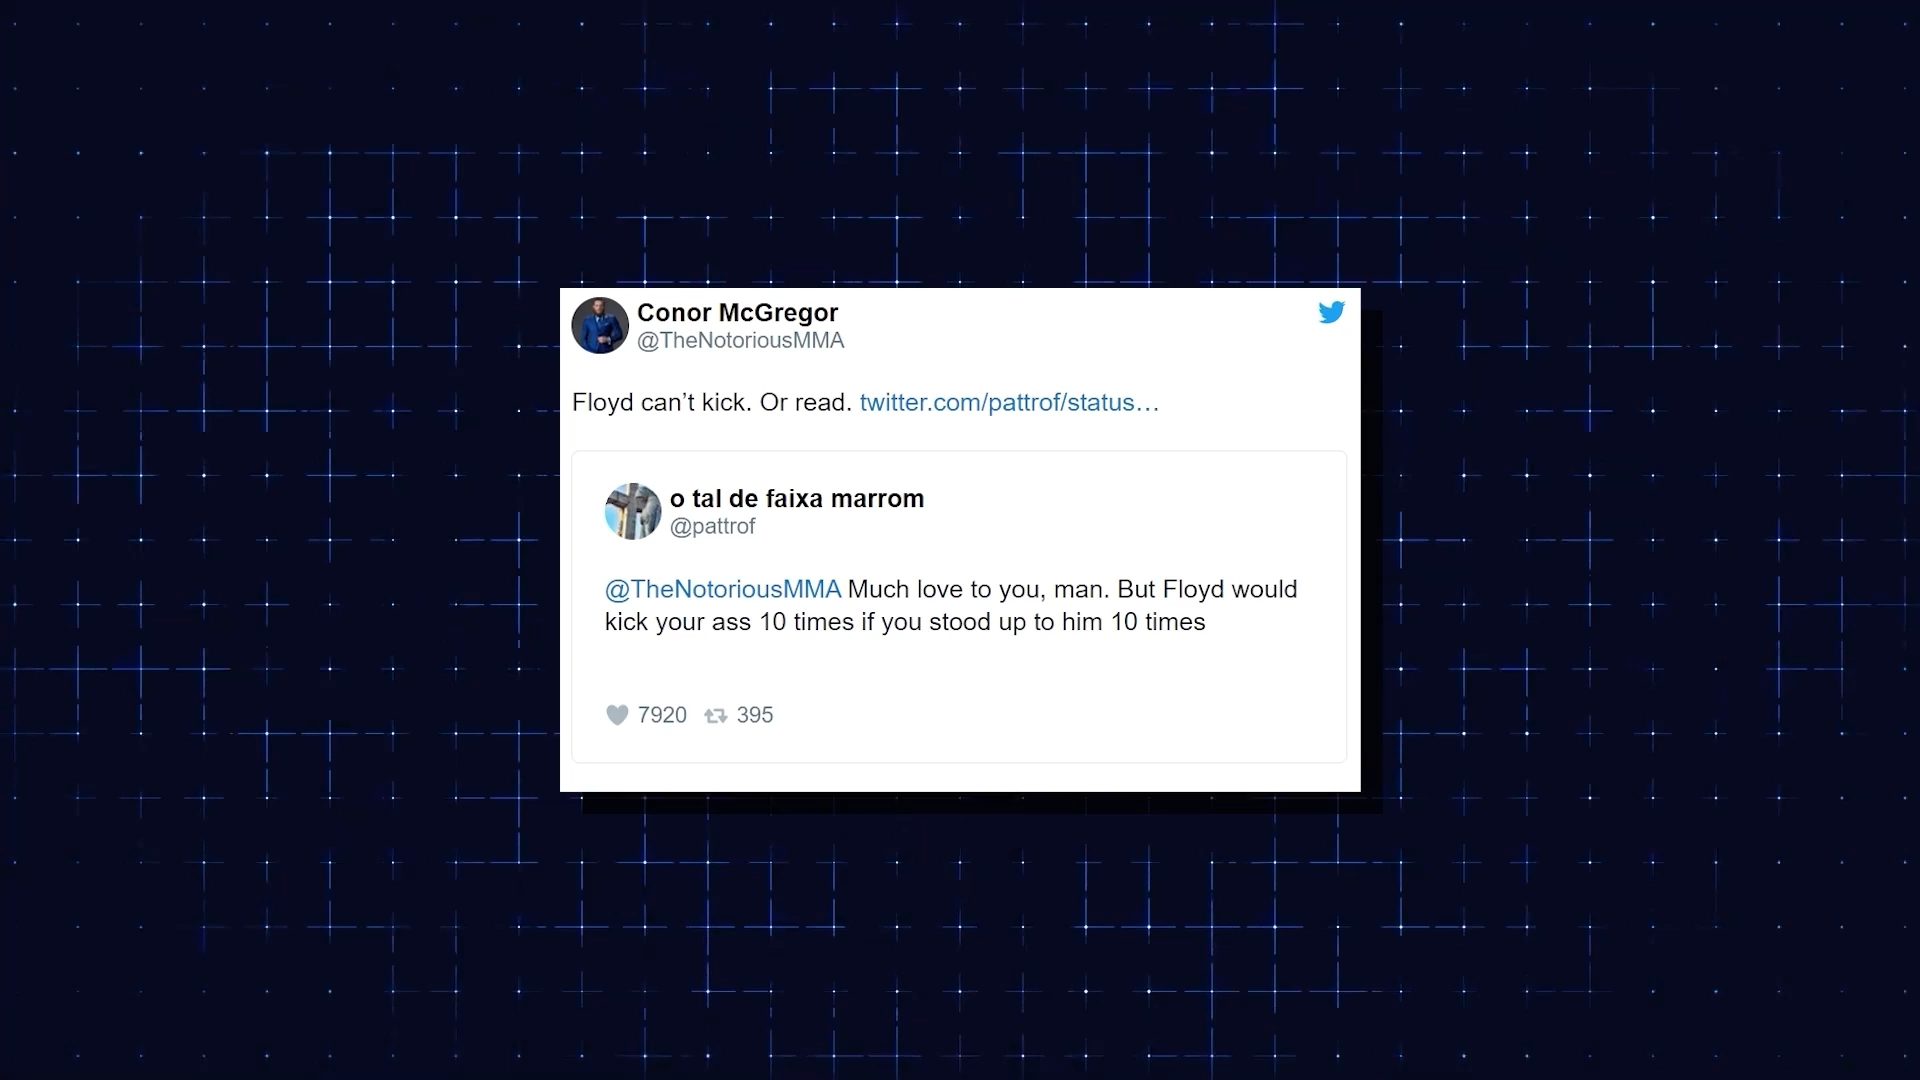 Conor McGregor
@TheNotoriousMMA
Floyd can’t kick. Or read. twitter.com/pattrof/status…
o tal de faixa marrom
@pattrof
@TheNotoriousMMA Much love to you, man. But Floyd would
kick your ass 10 times if you stood up to him 10 times
7920 395